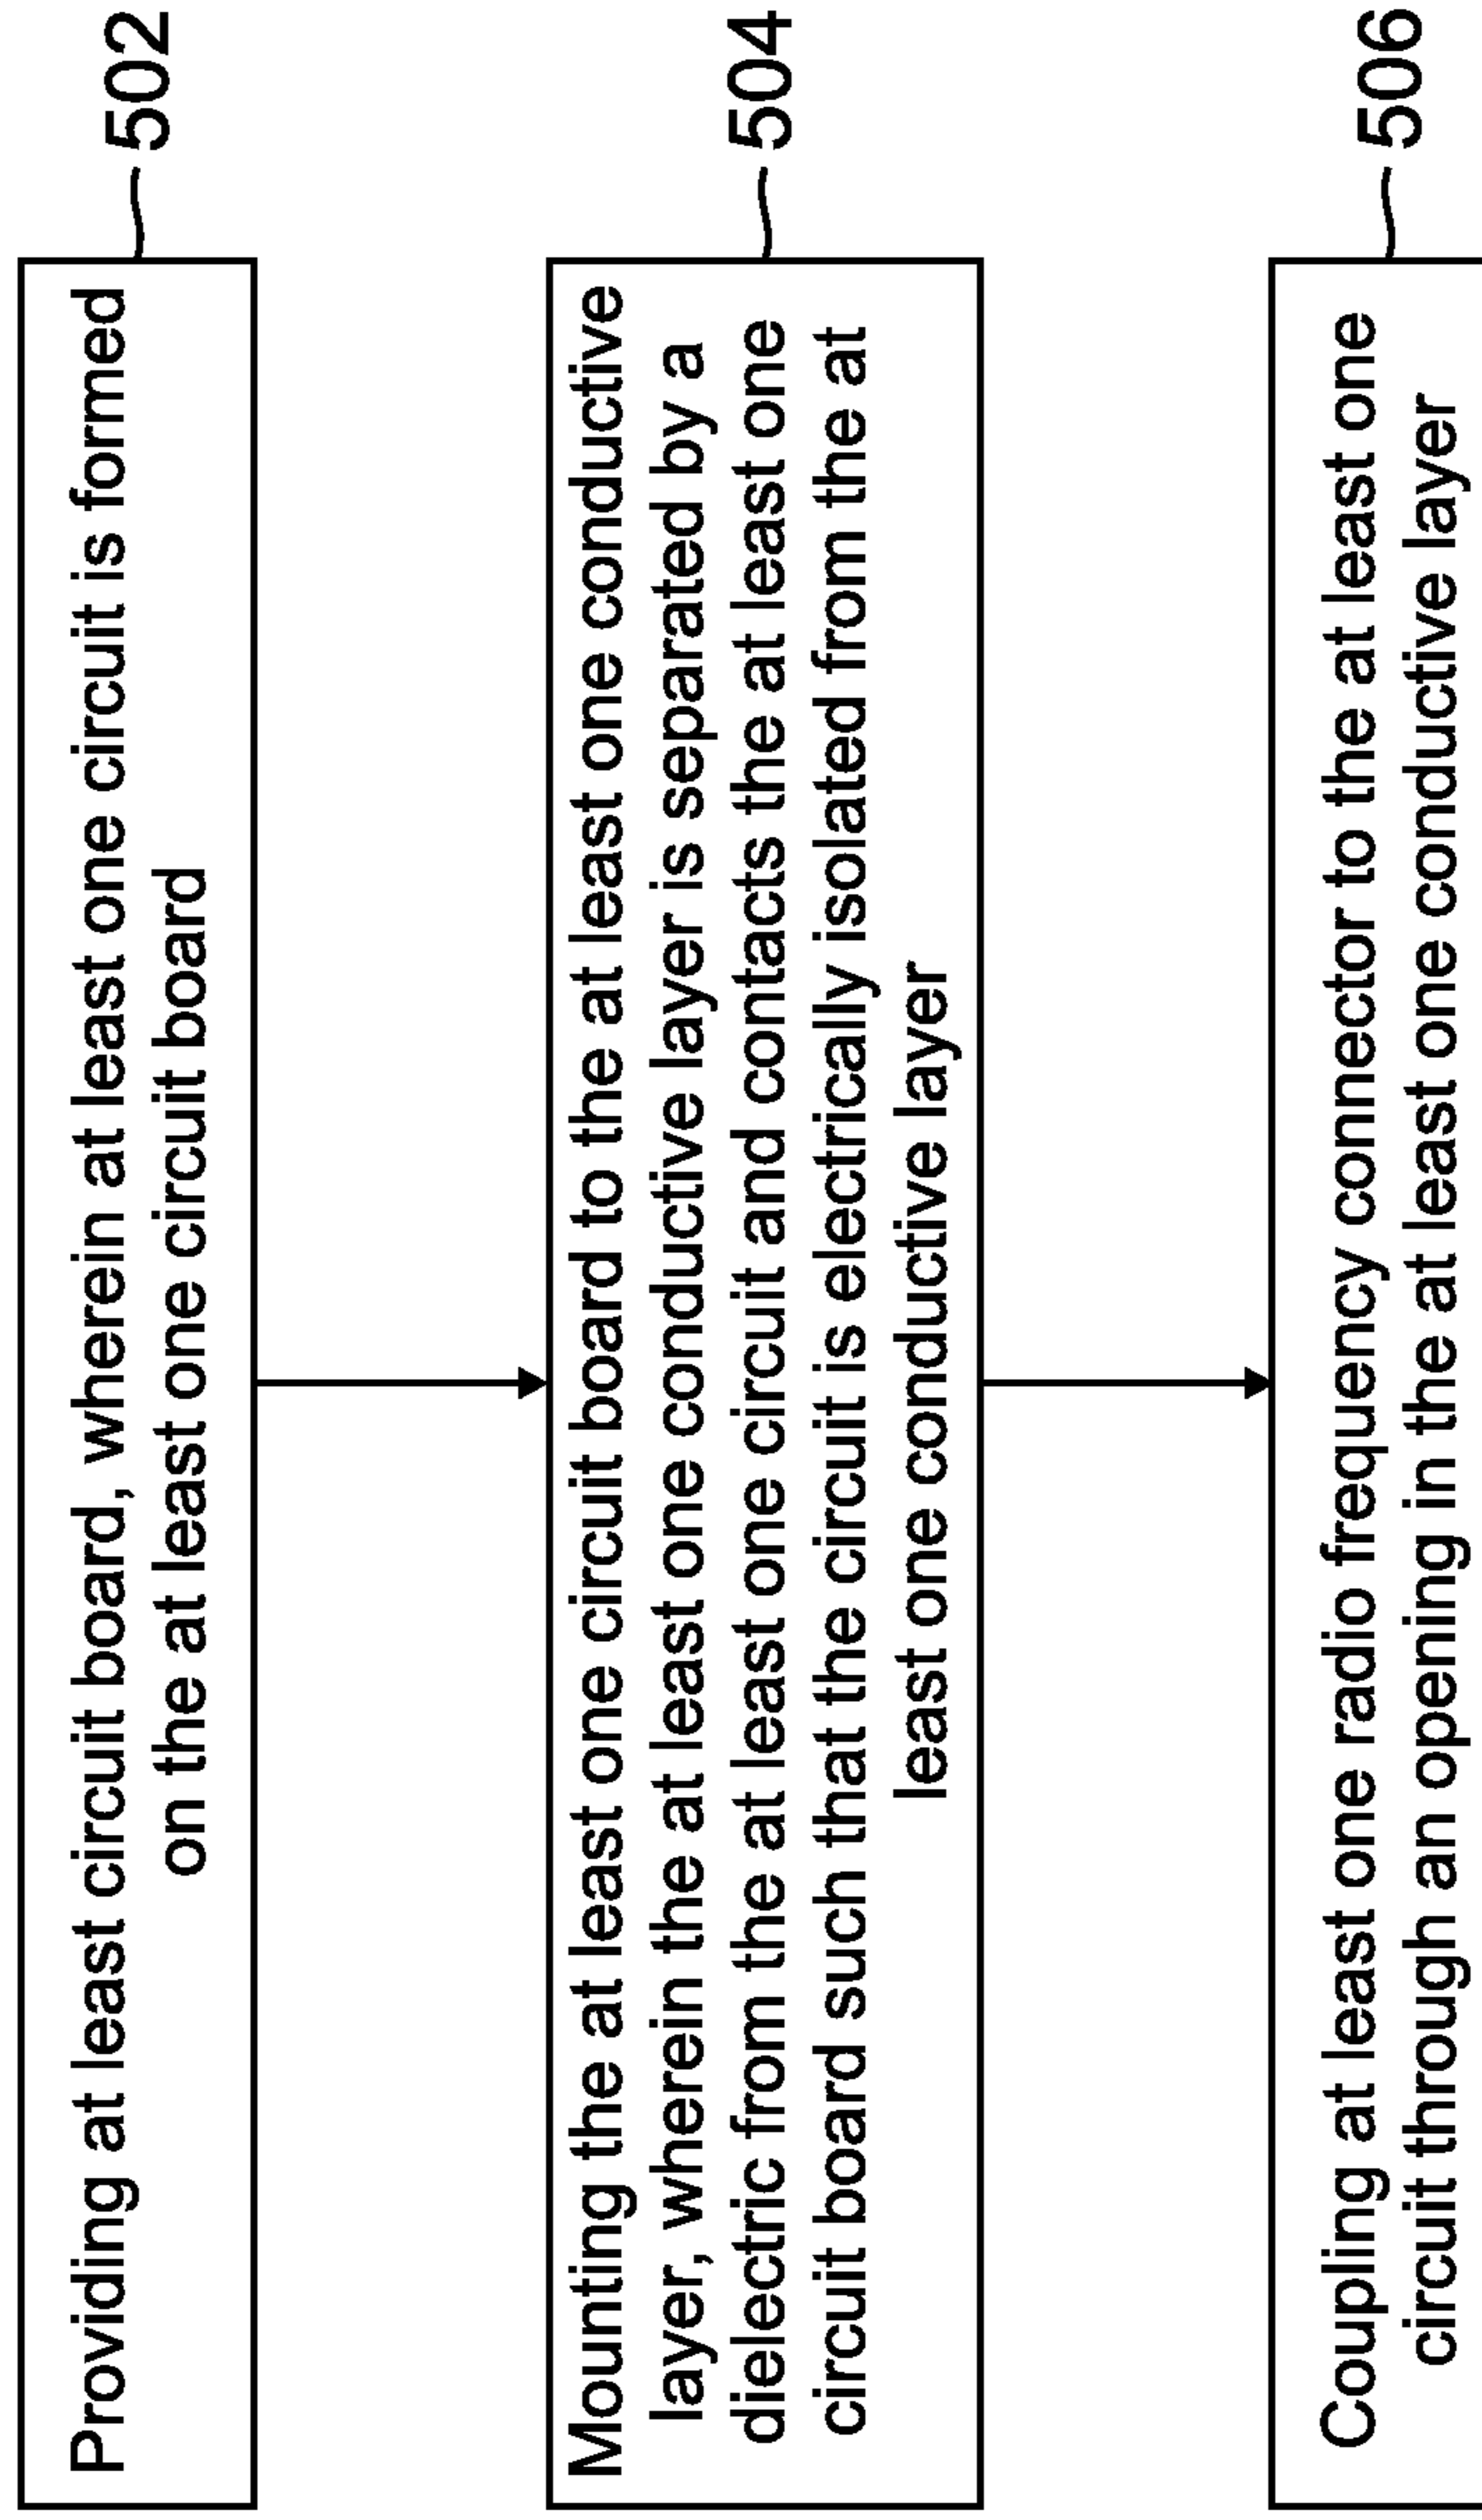 Providing at least circuit board, wherein at least one circuit is formed
on the at least one circuit board
502
Mounting the at least one circuit board to the at least one conductive
layer, wherein the at least one conductive layer is separated by a
dielectric from the at least one circuit and contacts the at least one
circuit board such that the circuit is electrically isolated from the at
least one conductive layer
504
Coupling at least one radio frequency connector to the at least one
circuit through an opening in the at least one conductive layer
506